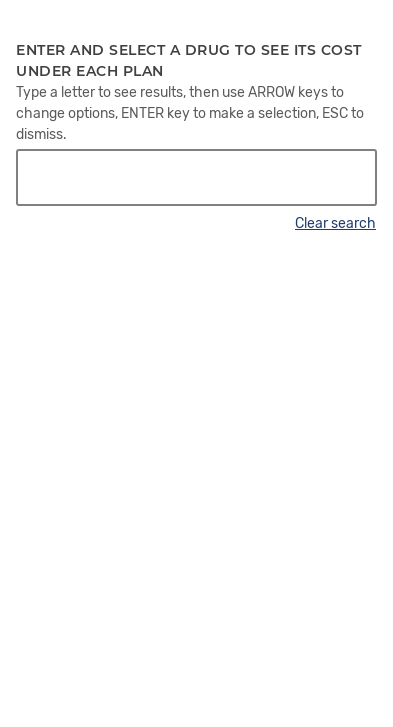 ENTER AND SELECT A DRUG TO SEE ITS COST
UNDER EACH PLAN
Type a letter to see results, then use ARROW keys to
change options, ENTER key to make a selection, ESC to
dismiss.
Clear search